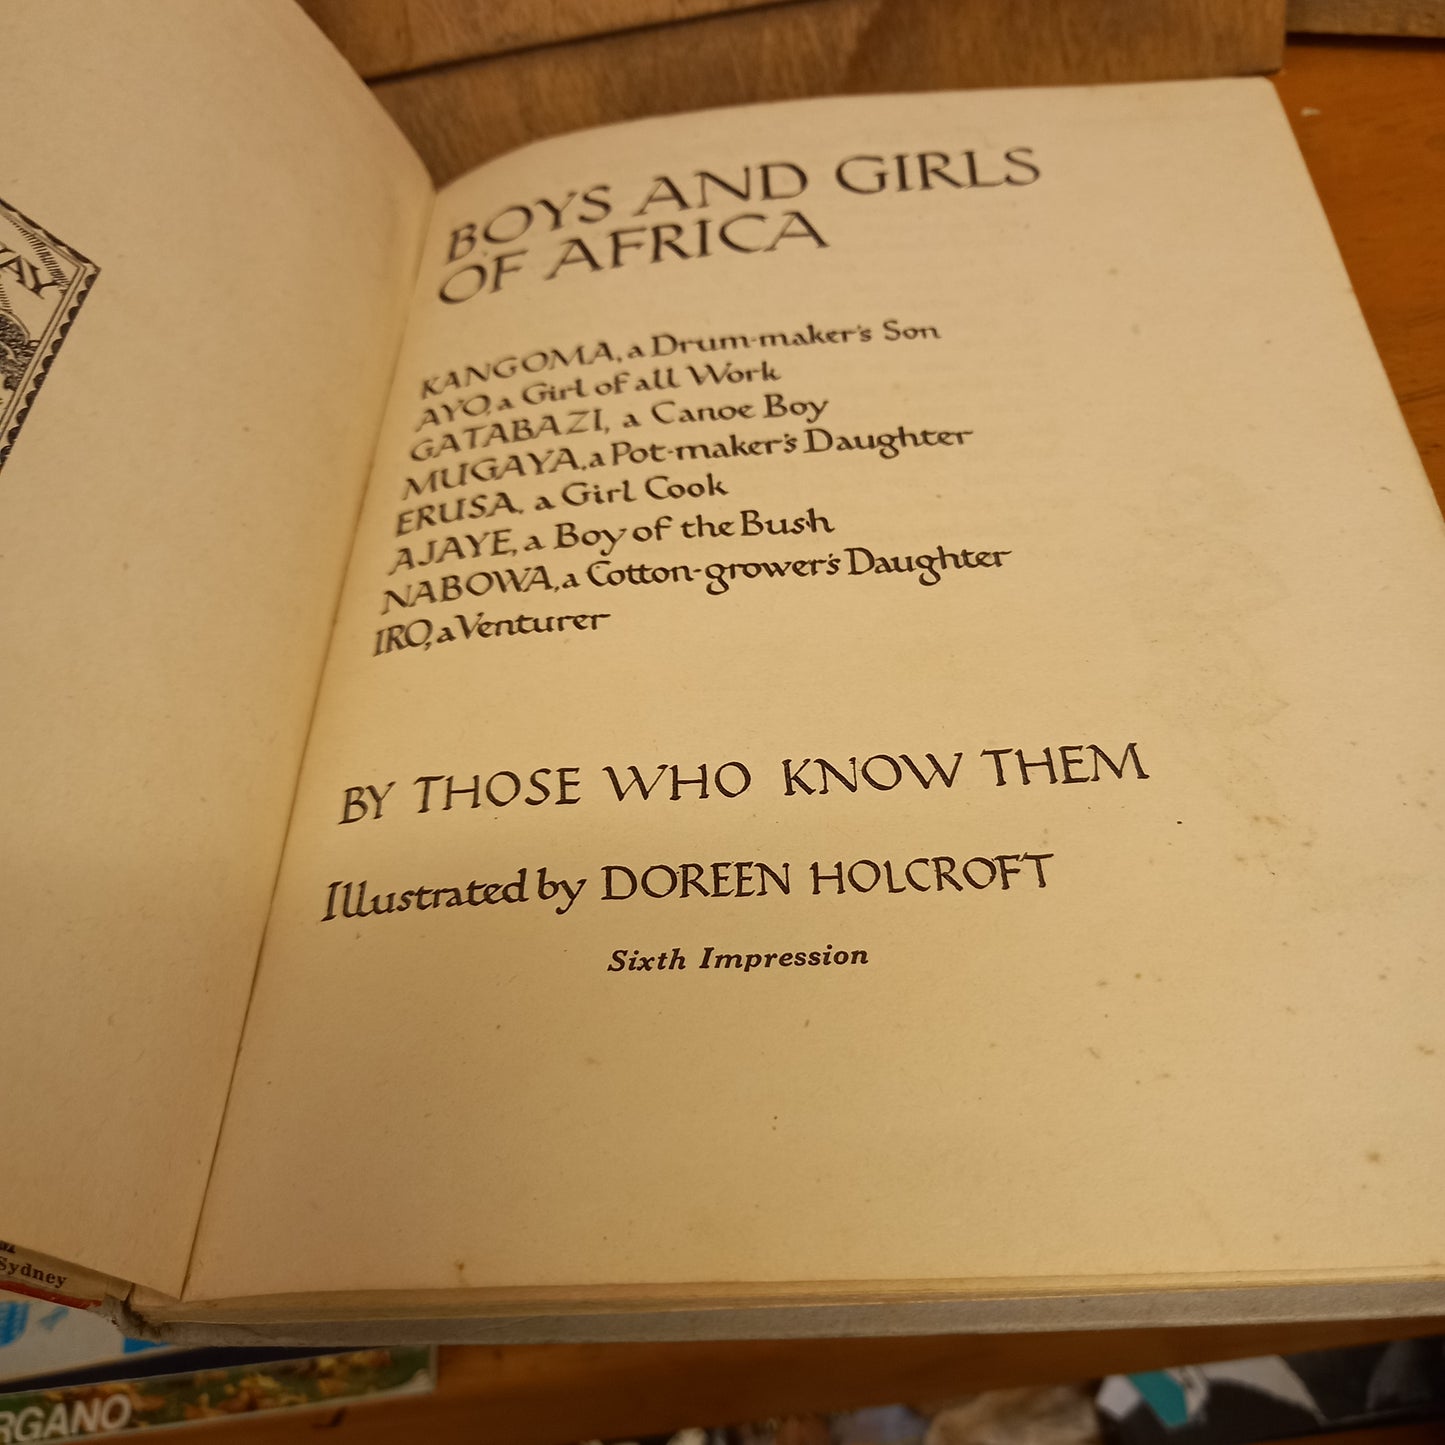 BOYS AND GIRLS
OF AFRICA
KANGOMA, a Drum-maker's Son
AYO, a Girl of all Work
GATABAZI, a Canoe Boy
MUGAYA, a Pot-maker's Daughter
ERUSA, a Girl Cook
AJAYE, a Boy of the Bush
NABOWA, a Cotton-grower's Daughter
IRO, a Venturer
BY THOSE WHO KNOW THEM
Illustrated by DOREEN HOLCROFT
Sixth Impression
Sydney